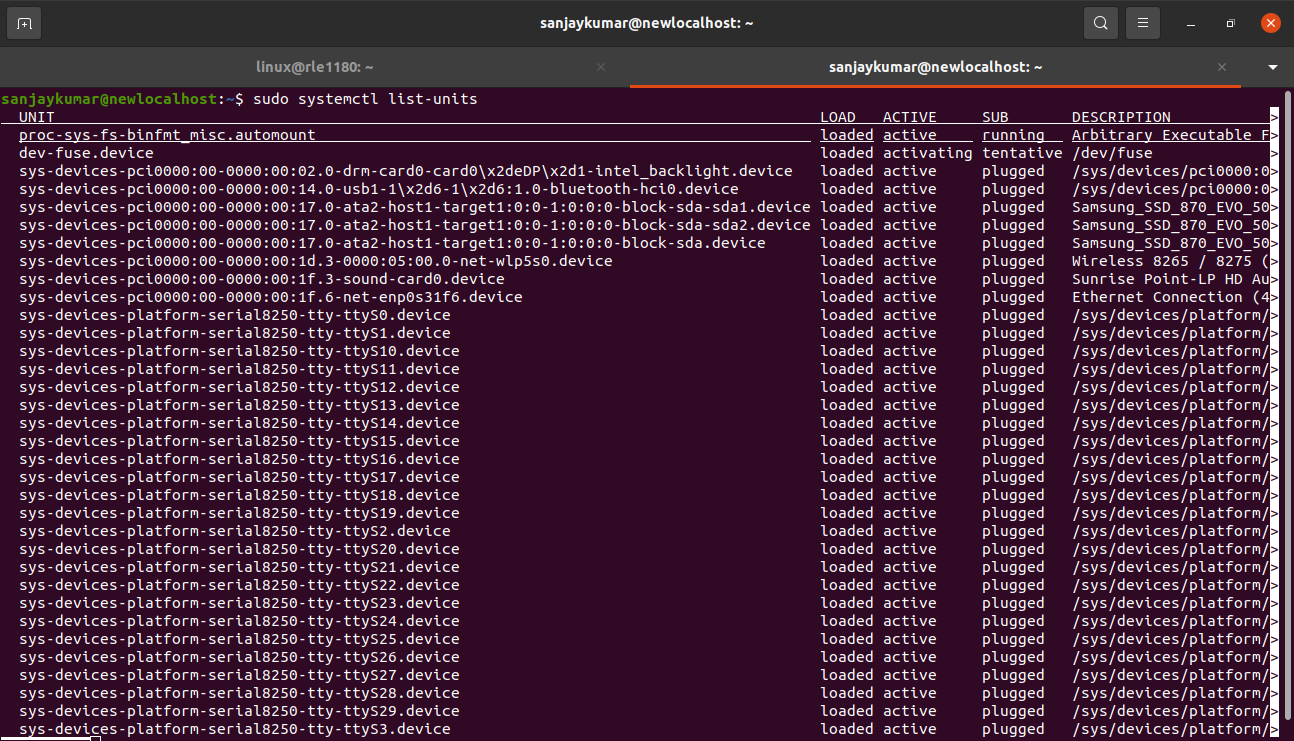 sanjaykumar@newlocalhost: ~
linux@rle1180: ~
sanjaykumar@newlocalhost: ~
sanjaykumar@newlocalhost:~$ sudo systemctl list-units
UNIT LOAD ACTIVE SUB DESCRIPTION >
proc-sys-fs-binfmt_misc.automount loaded active running Arbitrary Executable F>
dev-fuse.device loaded activating tentative /dev/fuse >
sys-devices-pci0000:00-0000:00:02.0-drm-card0-card0\x2deDP\x2d1-intel_backlight.device loaded active plugged /sys/devices/pci0000:0>
sys-devices-pci0000:00-0000:00:14.0-usb1-1\x2d6-1\x2d6:1.0-bluetooth-hci0.device loaded active plugged /sys/devices/pci0000:0>
sys-devices-pci0000:00-0000:00:17.0-ata2-host1-target1:0:0-1:0:0:0-block-sda-sda1.device loaded active plugged Samsung_SSD_870_EVO_50>
sys-devices-pci0000:00-0000:00:17.0-ata2-host1-target1:0:0-1:0:0:0-block-sda-sda2.device loaded active plugged Samsung_SSD_870_EVO_50>
sys-devices-pci0000:00-0000:00:17.0-ata2-host1-target1:0:0-1:0:0:0-block-sda.device loaded active plugged Samsung_SSD_870_EVO_50>
sys-devices-pci0000:00-0000:00:1d.3-0000:05:00.0-net-wlp5s0.device loaded active plugged Wireless 8265 / 8275 (>
sys-devices-pci0000:00-0000:00:1f.3-sound-card0.device loaded active plugged Sunrise Point-LP HD Au>
sys-devices-pci0000:00-0000:00:1f.6-net-enp0s31f6.device loaded active plugged Ethernet Connection (4>
sys-devices-platform-serial8250-tty-ttyS0.device loaded active plugged /sys/devices/platform/>
sys-devices-platform-serial8250-tty-ttyS1.device loaded active plugged /sys/devices/platform/>
sys-devices-platform-serial8250-tty-ttyS10.device loaded active plugged /sys/devices/platform/>
sys-devices-platform-serial8250-tty-ttyS11.device loaded active plugged /sys/devices/platform/>
sys-devices-platform-serial8250-tty-ttyS12.device loaded active plugged /sys/devices/platform/>
sys-devices-platform-serial8250-tty-ttyS13.device loaded active plugged /sys/devices/platform/>
sys-devices-platform-serial8250-tty-ttyS14.device loaded active plugged /sys/devices/platform/>
sys-devices-platform-serial8250-tty-ttyS15.device loaded active plugged /sys/devices/platform/>
sys-devices-platform-serial8250-tty-ttyS16.device loaded active plugged /sys/devices/platform/>
sys-devices-platform-serial8250-tty-ttyS17.device loaded active plugged /sys/devices/platform/>
sys-devices-platform-serial8250-tty-ttyS18.device loaded active plugged /sys/devices/platform/>
sys-devices-platform-serial8250-tty-ttyS19.device loaded active plugged /sys/devices/platform/>
sys-devices-platform-serial8250-tty-ttyS2.device loaded active plugged /sys/devices/platform/>
sys-devices-platform-serial8250-tty-ttyS20.device loaded active plugged /sys/devices/platform/>
sys-devices-platform-serial8250-tty-ttyS21.device loaded active plugged /sys/devices/platform/>
sys-devices-platform-serial8250-tty-ttyS22.device loaded active plugged /sys/devices/platform/>
sys-devices-platform-serial8250-tty-ttyS23.device loaded active plugged /sys/devices/platform/>
sys-devices-platform-serial8250-tty-ttyS24.device loaded active plugged /sys/devices/platform/>
sys-devices-platform-serial8250-tty-ttyS25.device loaded active plugged /sys/devices/platform/>
sys-devices-platform-serial8250-tty-ttyS26.device loaded active plugged /sys/devices/platform/>
sys-devices-platform-serial8250-tty-ttyS27.device loaded active plugged /sys/devices/platform/>
sys-devices-platform-serial8250-tty-ttyS28.device loaded active plugged /sys/devices/platform/>
sys-devices-platform-serial8250-tty-ttyS29.device loaded active plugged /sys/devices/platform/>
sys-devices-platform-serial8250-tty-ttyS3.device loaded active plugged /sys/devices/platform/>